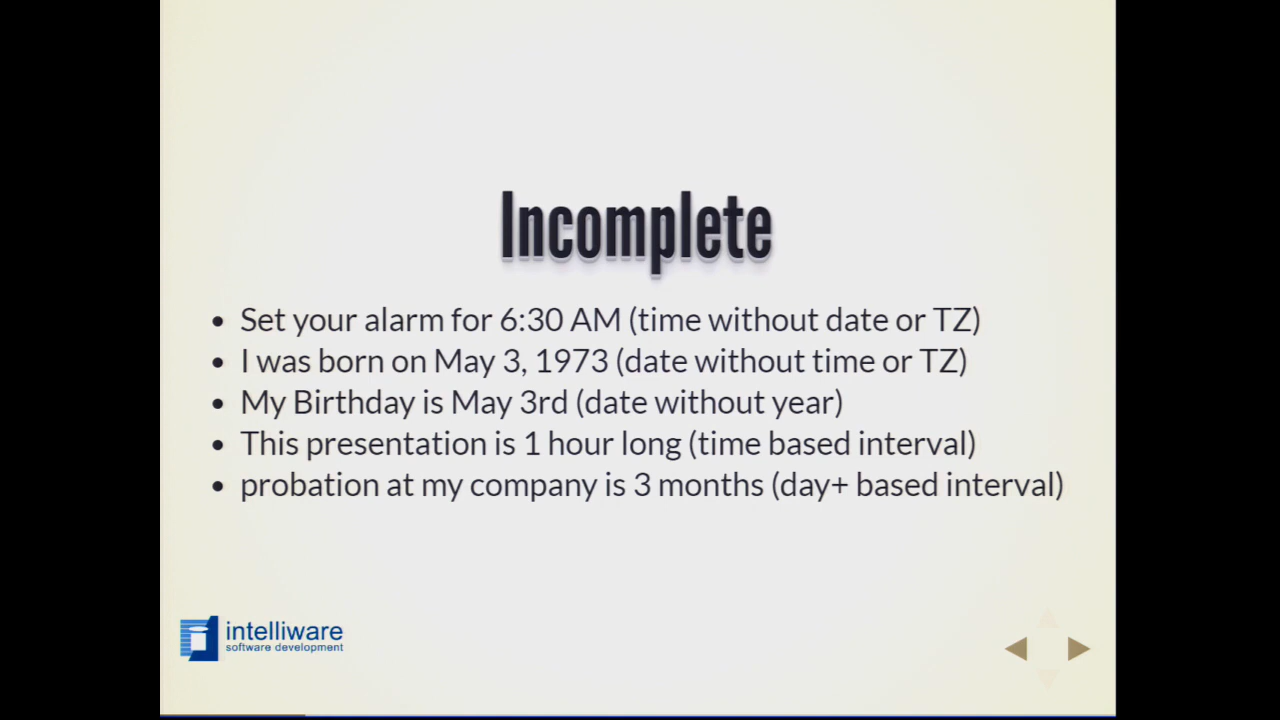 Incomplete
• Set your alarm for 6:30 AM (time without date or TZ)
• I was born on May 3, 1973 (date without time or TZ)
• My Birthday is May 3rd (date without year)
• This presentation is 1 hour long (time based interval)
• probation at my company is 3 months (day+ based interval)
intelliware
software development